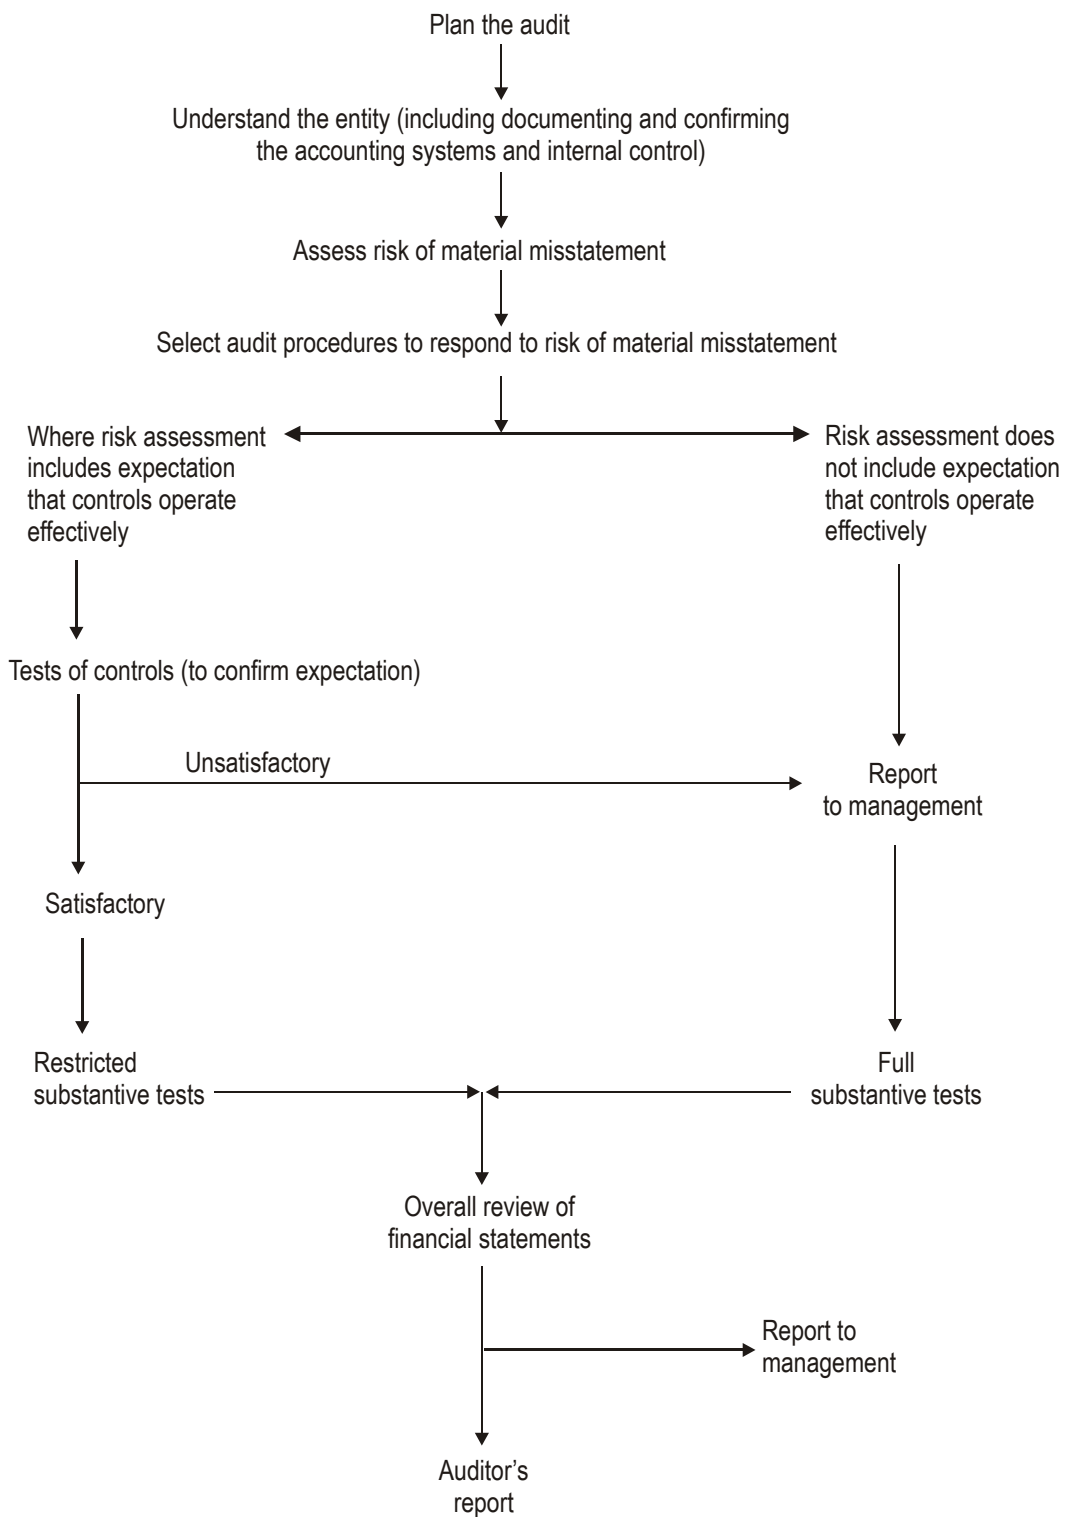 Plan the audit
Understand the entity (including documenting and confirming
the accounting systems and internal control)
Assess risk of material misstatement
Select audit procedures to respond to risk of material misstatement
Where risk assessment
includes expectation
that controls operate
effectively
Risk assessment does
not include expectation
that controls operate
effectively
Tests of controls (to confirm expectation)
Unsatisfactory
Report
to management
Satisfactory
Restricted
substantive tests
Full
substantive tests
Overall review of
financial statements
Report to
management
Auditor’s
report